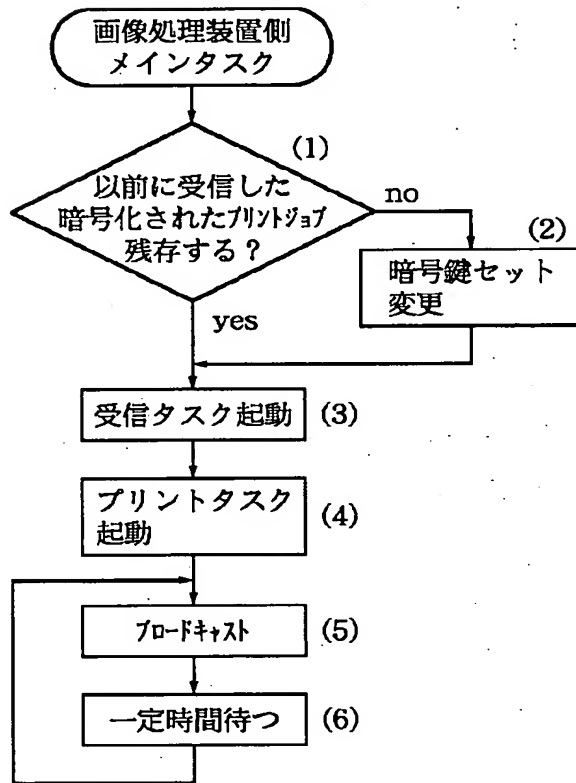 画像処理装置側
メインタスク
(1)
以前に受信した
暗号化されたプリントジョブ
残存する？
no
(2)
暗号鍵セット
変更
yes
受信タスク起動
(3)
プリントタスク
起動
(4)
ブロードキャスト
(5)
一定時間待つ
(6)